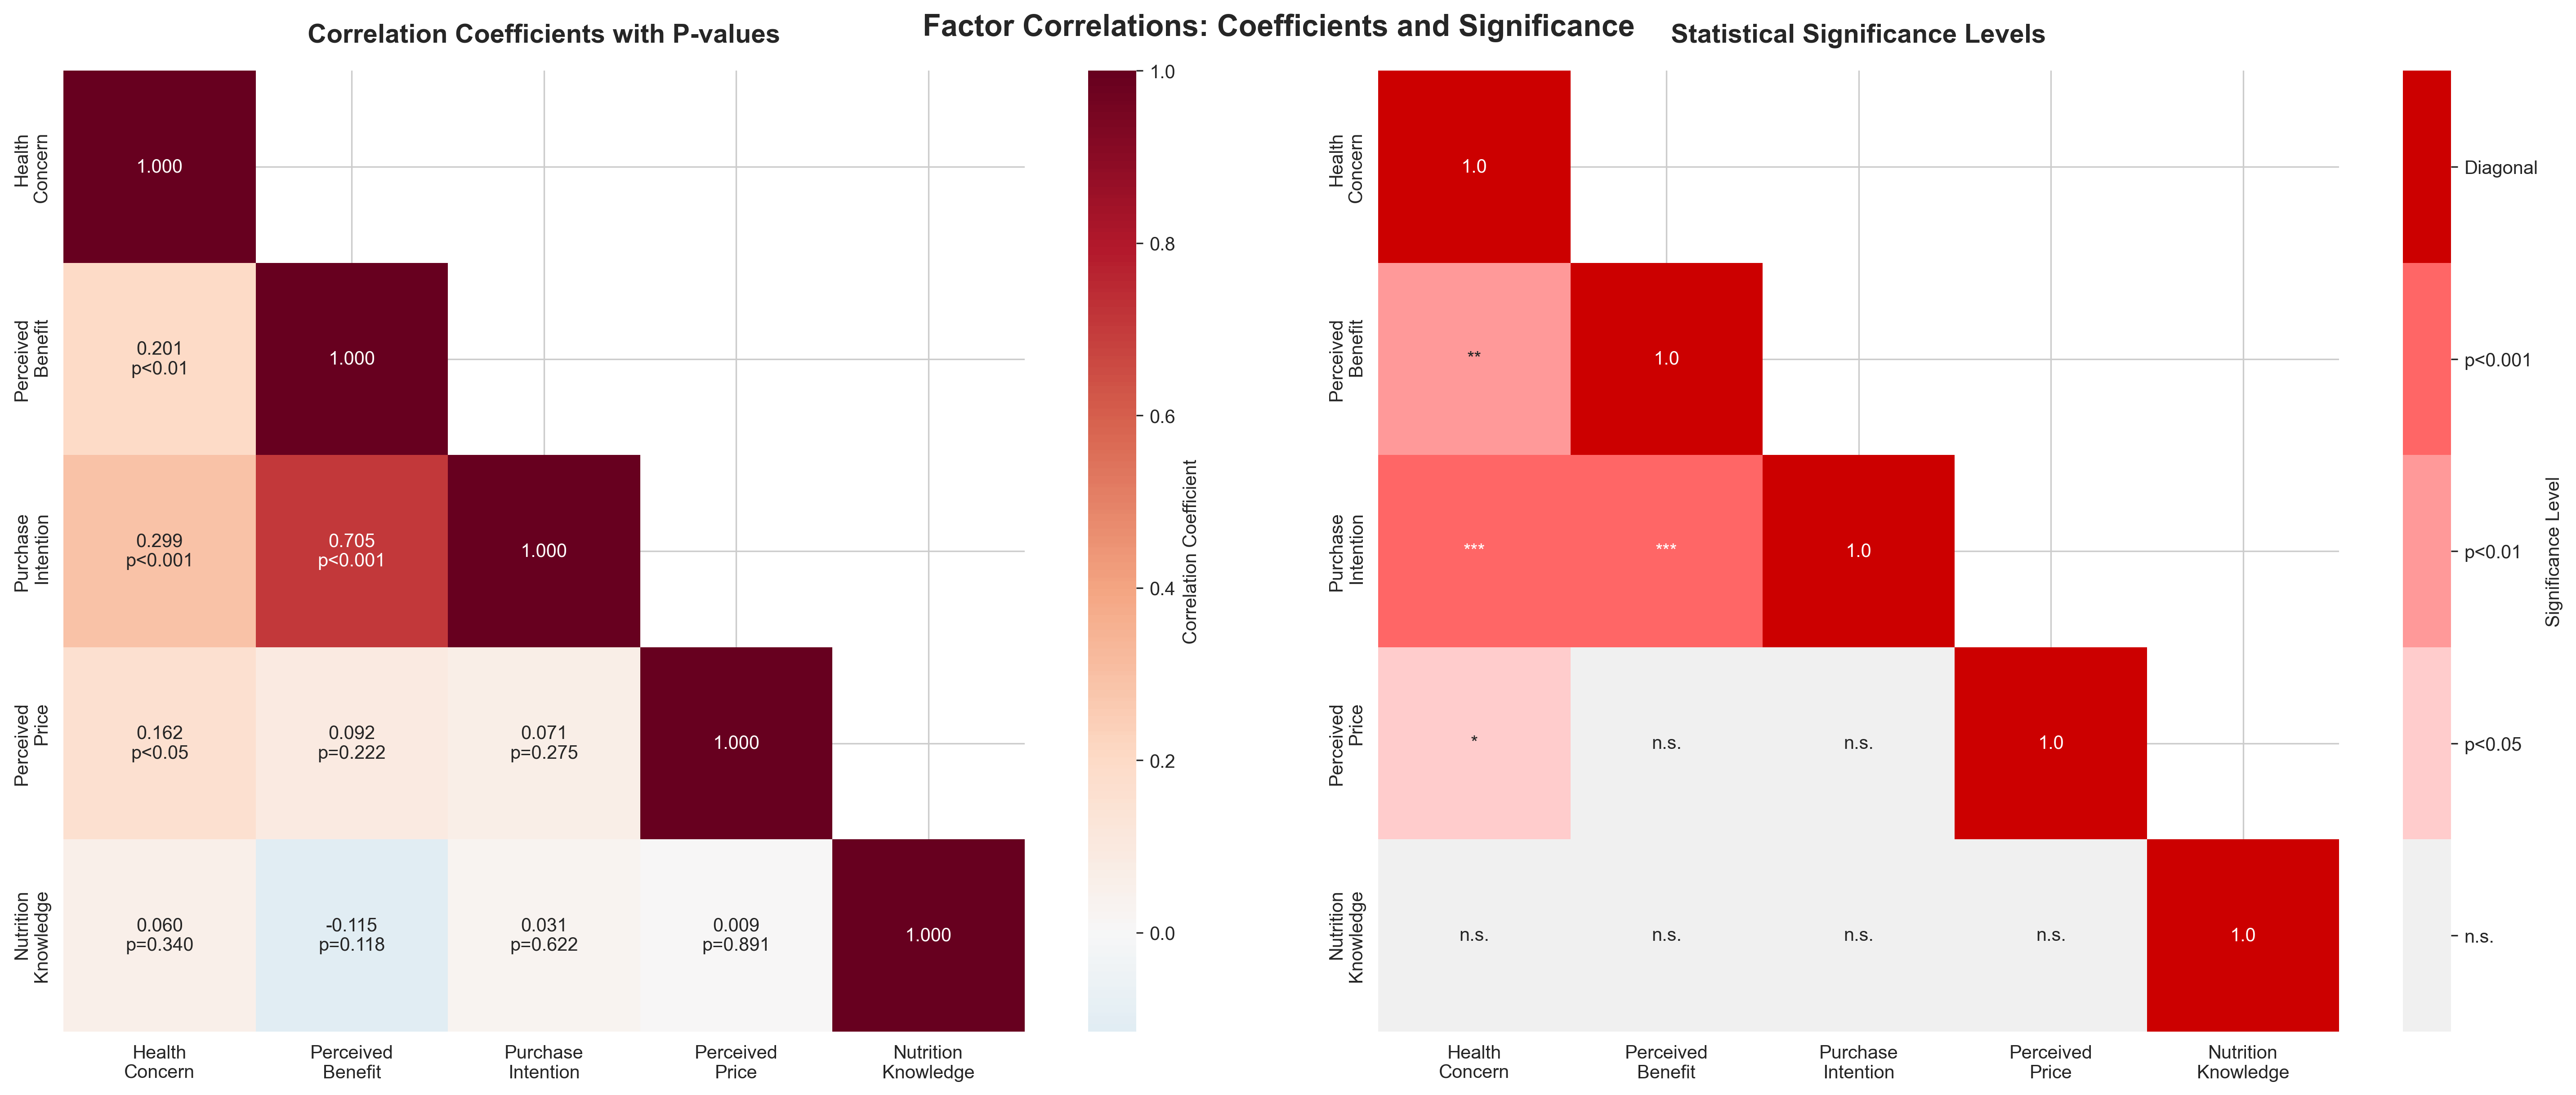 Factor Correlations: Coefficients and Significance
Correlation Coefficients with P-values
Health
Concern
Perceived
Benefit
Purchase
Intention
Perceived
Price
Nutrition
Knowledge
1.000
0.201
p<0.01
1.000
0.299
p<0.001
0.705
p<0.001
1.000
0.162
p<0.05
0.092
p=0.222
0.071
p=0.275
1.000
0.060
p=0.340
-0.115
p=0.118
0.031
p=0.622
0.009
p=0.891
1.000
Health
Concern
Perceived
Benefit
Purchase
Intention
Perceived
Price
Nutrition
Knowledge
1.0
0.8
0.6
0.4
0.2
0.0
Correlation Coefficient
Statistical Significance Levels
Health
Concern
Perceived
Benefit
Purchase
Intention
Perceived
Price
Nutrition
Knowledge
1.0
**
1.0
***
***
1.0
*
n.s.
n.s.
1.0
n.s.
n.s.
n.s.
n.s.
1.0
Health
Concern
Perceived
Benefit
Purchase
Intention
Perceived
Price
Nutrition
Knowledge
Diagonal
p<0.001
p<0.01
p<0.05
n.s.
Significance Level